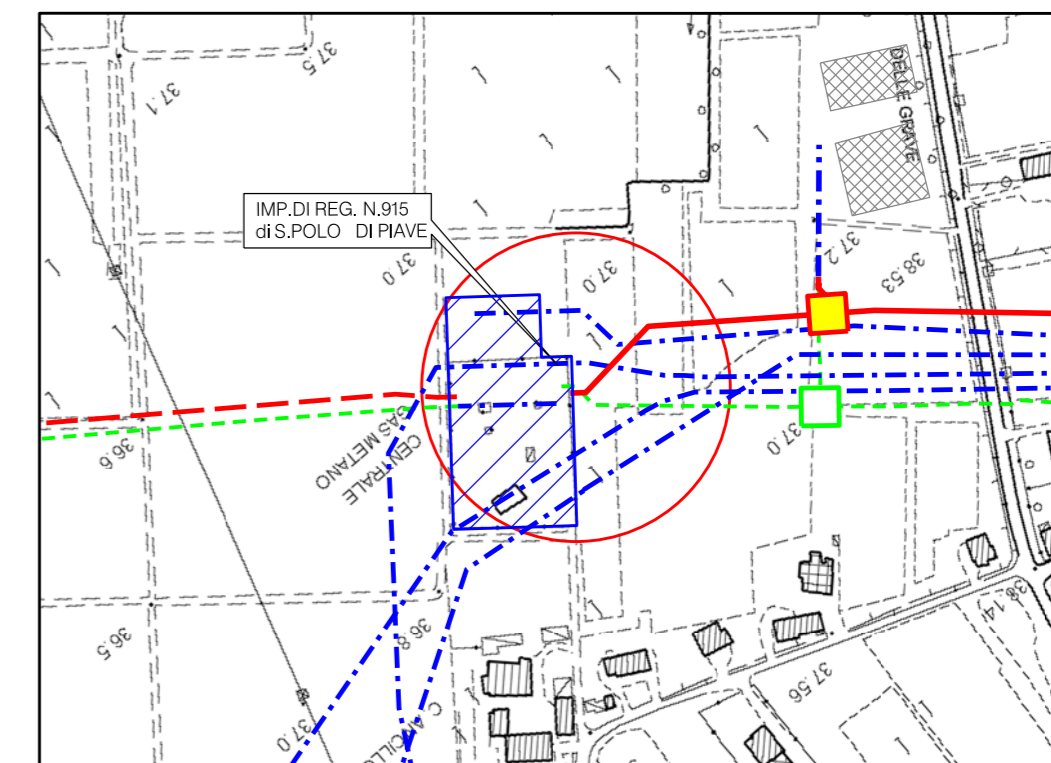 37.5
37.1
DELLE GRAVE
IMP.DI REG. N.915
di S.POLO DI PIAVE
37.0
37.0
37.2
38.53
CENTRALE
GAS METANO
36.6
37.0
36.8
36.5
38.14
37.56
37.0